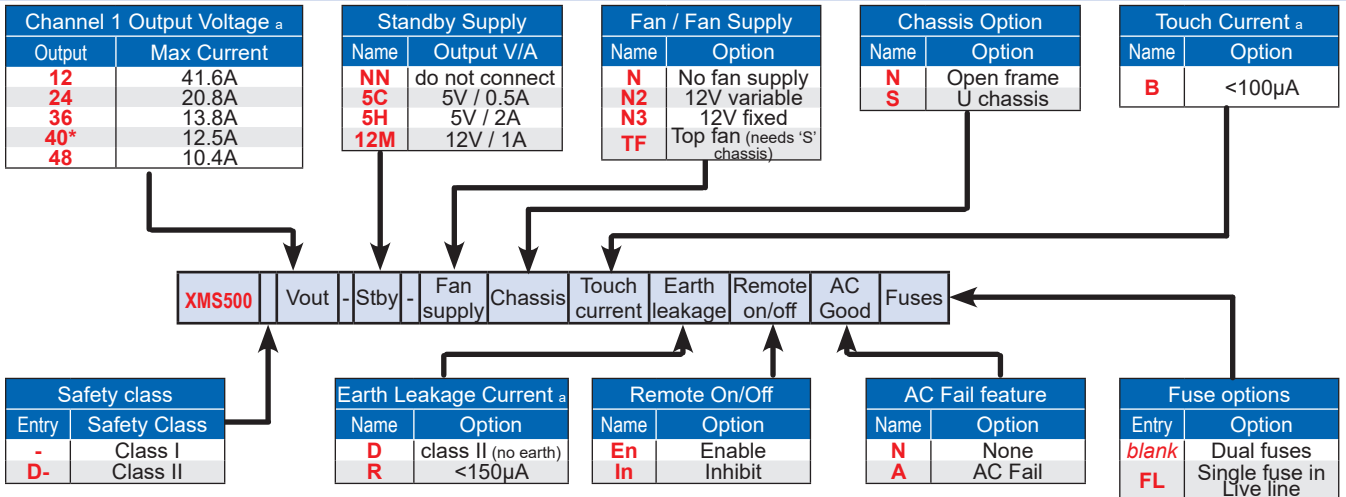 Channel 1 Output Voltage a
Output Max Current
12 41.6A
24 20.8A
36 13.8A
40* 12.5A
48 10.4A
Standby Supply
Name Output V/A
NN do not connect
5C 5V / 0.5A
5H 5V / 2A
12M 12V / 1A
Fan / Fan Supply
Name Option
N No fan supply
N2 12V variable
N3 12V fixed
TF Top fan (needs ‘S’
chassis)
Chassis Option
Name Option
N Open frame
S U chassis
Touch Current a
Name Option
B <100µA
XMS500 Vout - Stby - Fan
supply Chassis Touch
current Earth
leakage Remote
on/off AC
Good Fuses
Safety class
Entry Safety Class
- Class I
D- Class II
Earth Leakage Current a
Name Option
D class II (no earth)
R <150µA
Remote On/Off
Name Option
En Enable
In Inhibit
AC Fail feature
Name Option
N None
A AC Fail
Fuse options
Entry Option
blank Dual fuses
FL Single fuse in
Live line